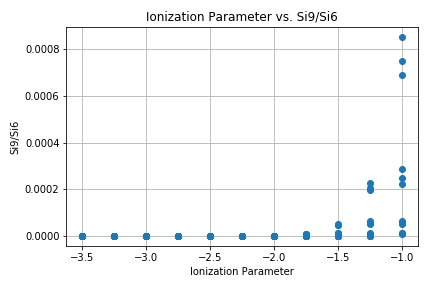 Ionization Parameter vs. Si9/Si6
0.0008
0.0006
0.0004
0.0002
0.0000
Si9/Si6
−3.5 −3.0 −2.5 −2.0 −1.5 −1.0
Ionization Parameter